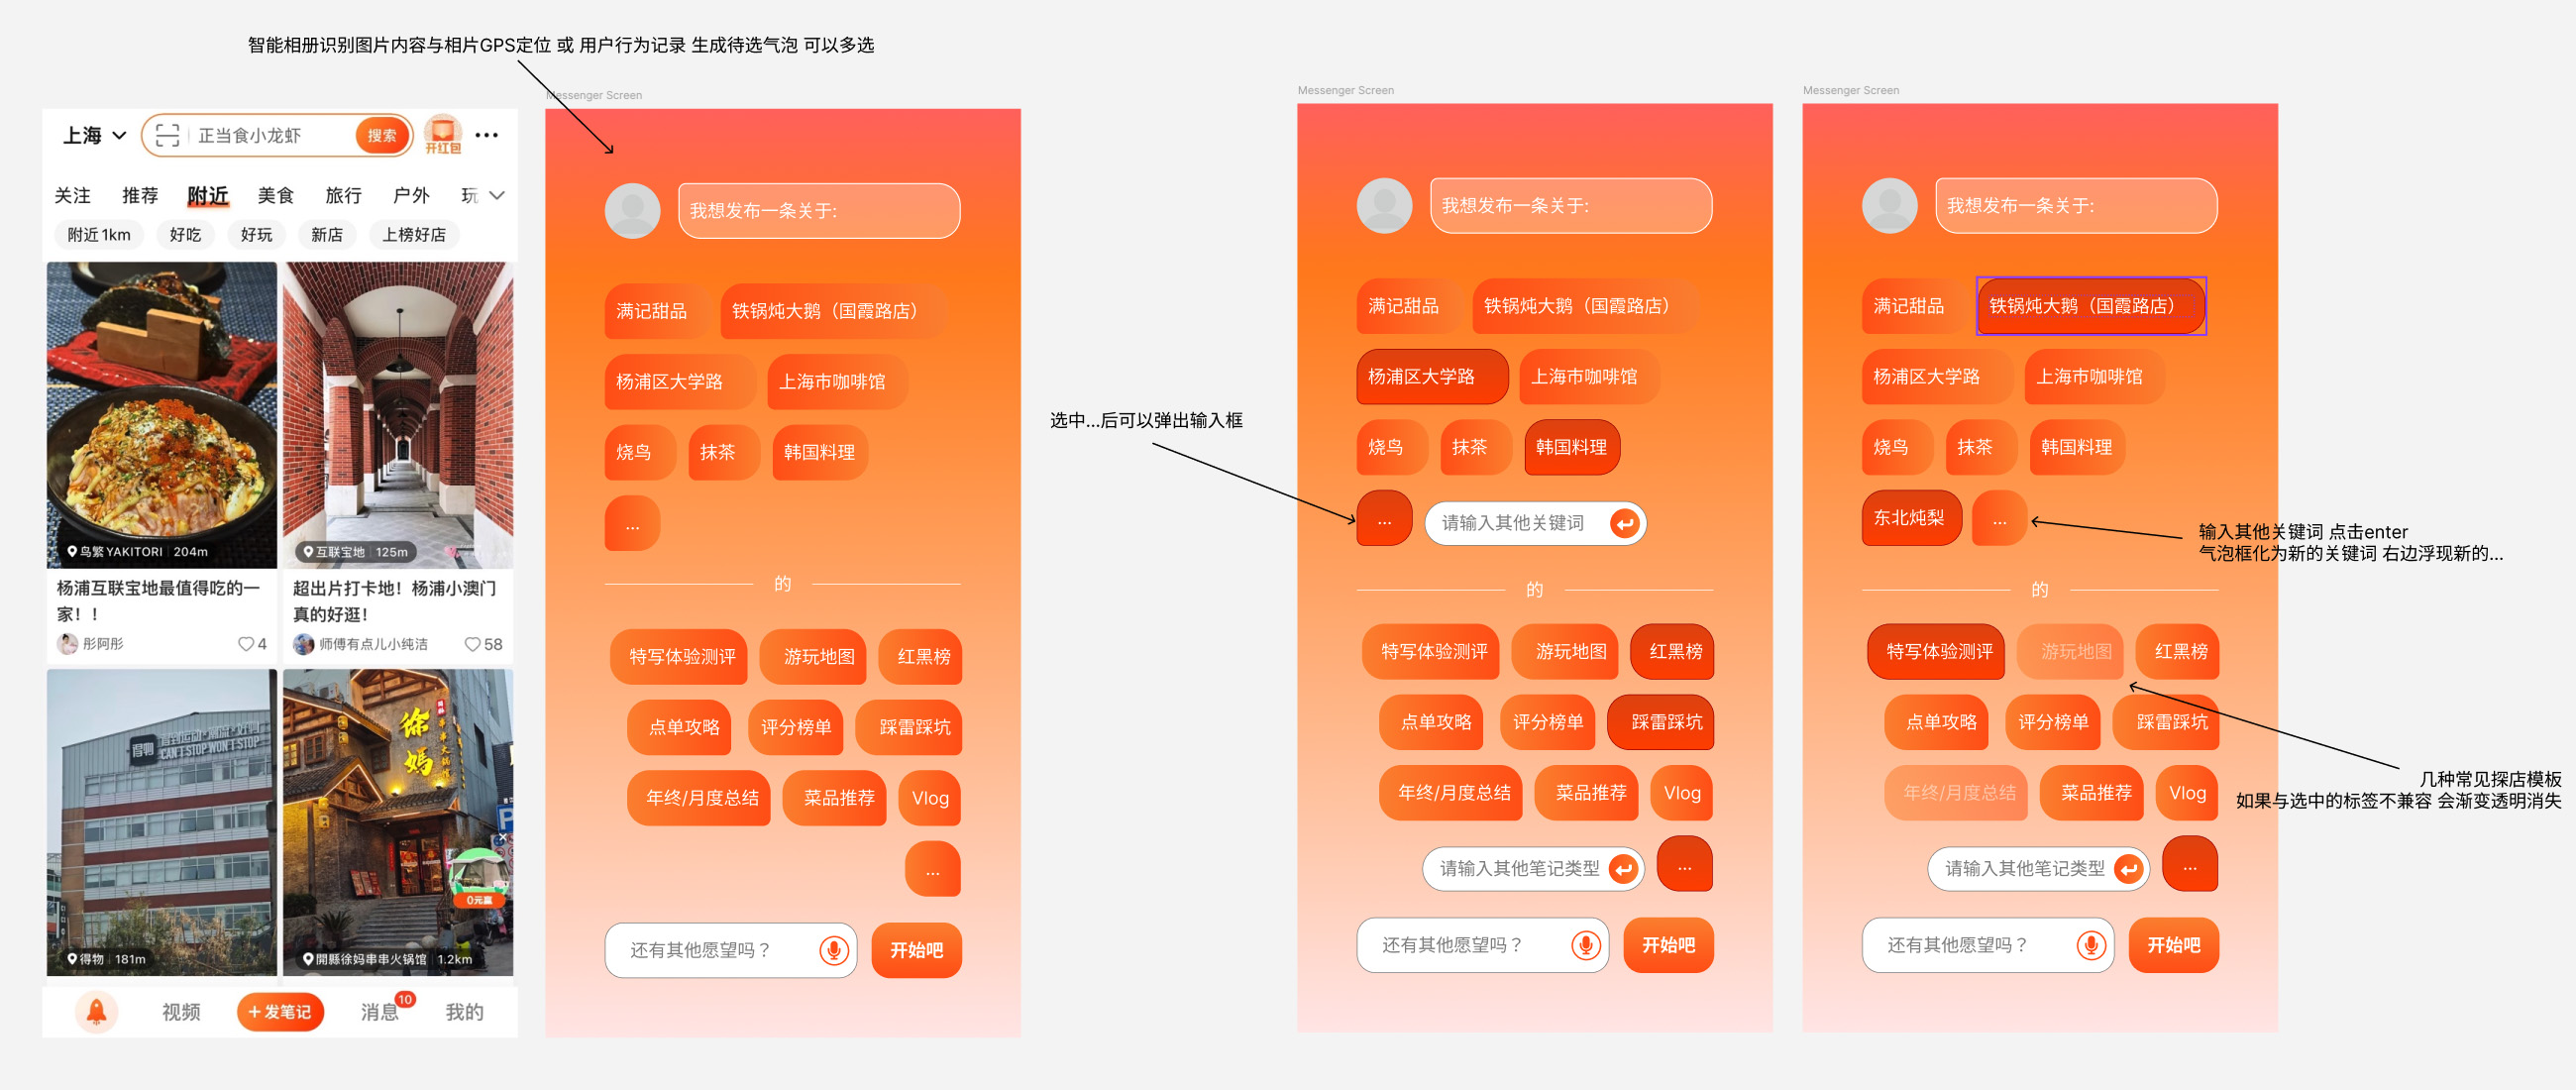 智能相册识别图片内容与相片GPS定位 或 用户行为记录 生成待选气泡 可以多选
上海
正当食小龙虾
搜索
开红包
关注 推荐 附近 美食 旅行 户外 玩
附近1km 好吃 好玩 新店 上榜好店
鸟繁YAKITORI 204m
互联宝地 125m
杨浦互联宝地最值得吃的一
家！！
彤阿彤 4
超出片打卡地！杨浦小澳门
真的好逛！
师傅有点儿小纯洁 58
得物
CAN'T STOP WON'T STOP
得物 181m
徐
妈
0元赢
開縣徐妈串串火锅馆 1.2km
视频
+发笔记
消息
10
我的
Messenger Screen
我想发布一条关于:
满记甜品 铁锅炖大鹅（国霞路店）
杨浦区大学路 上海市咖啡馆
烧鸟 抹茶 韩国料理
...
的
特写体验测评 游玩地图 红黑榜
点单攻略 评分榜单 踩雷踩坑
年终/月度总结 菜品推荐 Vlog
...
还有其他愿望吗？ 开始吧
选中...后可以弹出输入框
Messenger Screen
我想发布一条关于:
满记甜品 铁锅炖大鹅（国霞路店）
杨浦区大学路 上海市咖啡馆
烧鸟 抹茶 韩国料理
... 请输入其他关键词
的
特写体验测评 游玩地图 红黑榜
点单攻略 评分榜单 踩雷踩坑
年终/月度总结 菜品推荐 Vlog
请输入其他笔记类型 ...
还有其他愿望吗？ 开始吧
Messenger Screen
我想发布一条关于:
满记甜品 铁锅炖大鹅（国霞路店）
杨浦区大学路 上海市咖啡馆
烧鸟 抹茶 韩国料理
东北炖梨 ...
的
特写体验测评 游玩地图 红黑榜
点单攻略 评分榜单 踩雷踩坑
年终/月度总结 菜品推荐 Vlog
请输入其他笔记类型 ...
还有其他愿望吗？ 开始吧
输入其他关键词 点击enter
气泡框化为新的关键词 右边浮现新的...
几种常见探店模板
如果与选中的标签不兼容 会渐变透明消失